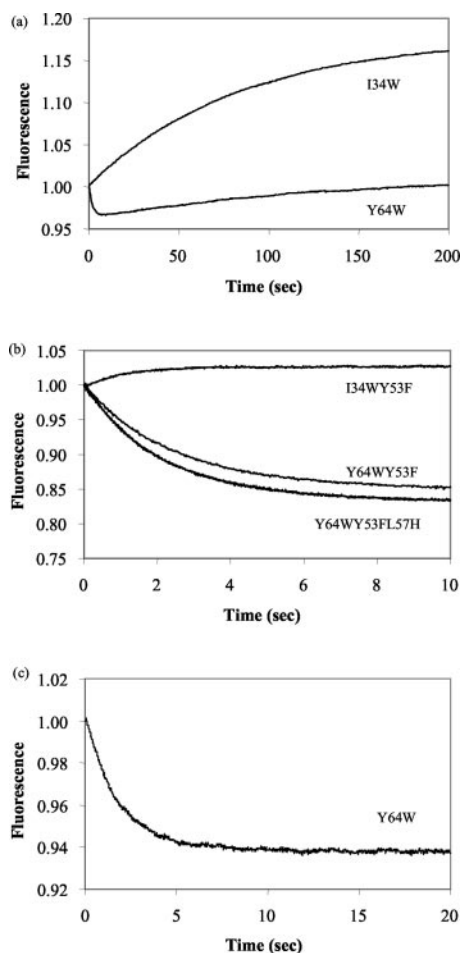 (a)
1.20
1.15
1.10
1.05
1.00
0.95
Fluorescence
I34W
Y64W
0 50 100 150 200
Time (sec)
(b)
1.05
1.00
0.95
0.90
0.85
0.80
0.75
Fluorescence
I34WY53F
Y64WY53F
Y64WY53FL57H
0 2 4 6 8 10
Time (sec)
(c)
1.02
1.00
0.98
0.96
0.94
0.92
Fluorescence
Y64W
0 5 10 15 20
Time (sec)